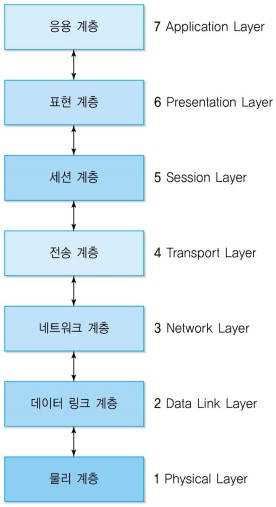 응용 계층 7 Application Layer
표현 계층 6 Presentation Layer
세션 계층 5 Session Layer
전송 계층 4 Transport Layer
네트워크 계층 3 Network Layer
데이터 링크 계층 2 Data Link Layer
물리 계층 1 Physical Layer